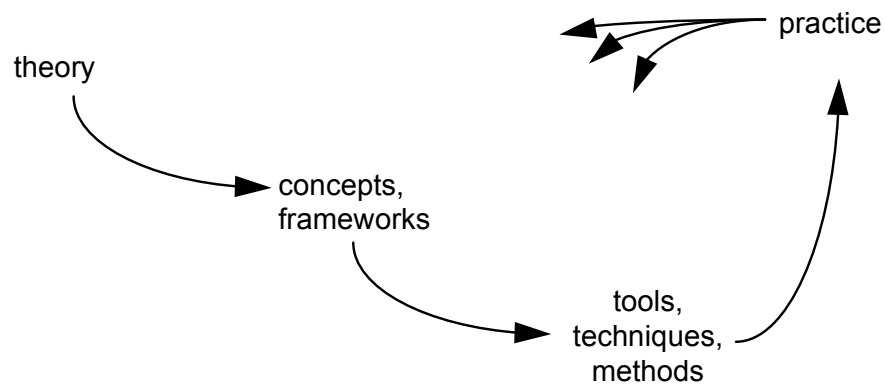 practice
theory
concepts,
frameworks
tools,
techniques,
methods